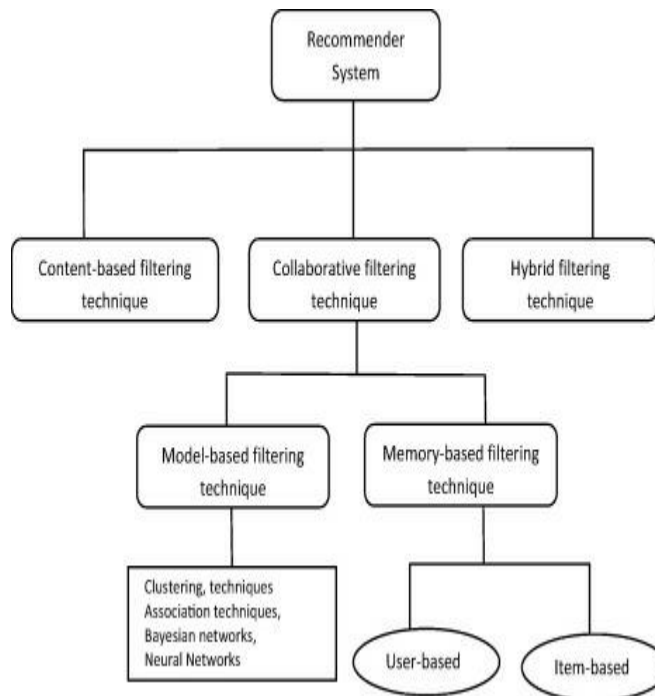 Recommender
System
Content-based filtering
technique
Collaborative filtering
technique
Hybrid filtering
technique
Model-based filtering
technique
Memory-based filtering
technique
Clustering, techniques
Association techniques,
Bayesian networks,
Neural Networks
User-based
Item-based